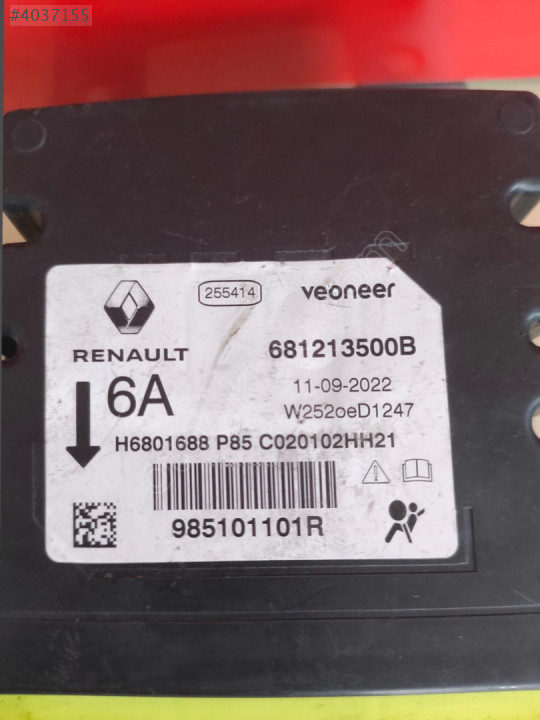 #4037155
255414
veoneer
RENAULT
681213500B
6A
11-09-2022
W252oeD1247
H6801688 P85 C020102HH21
985101101R